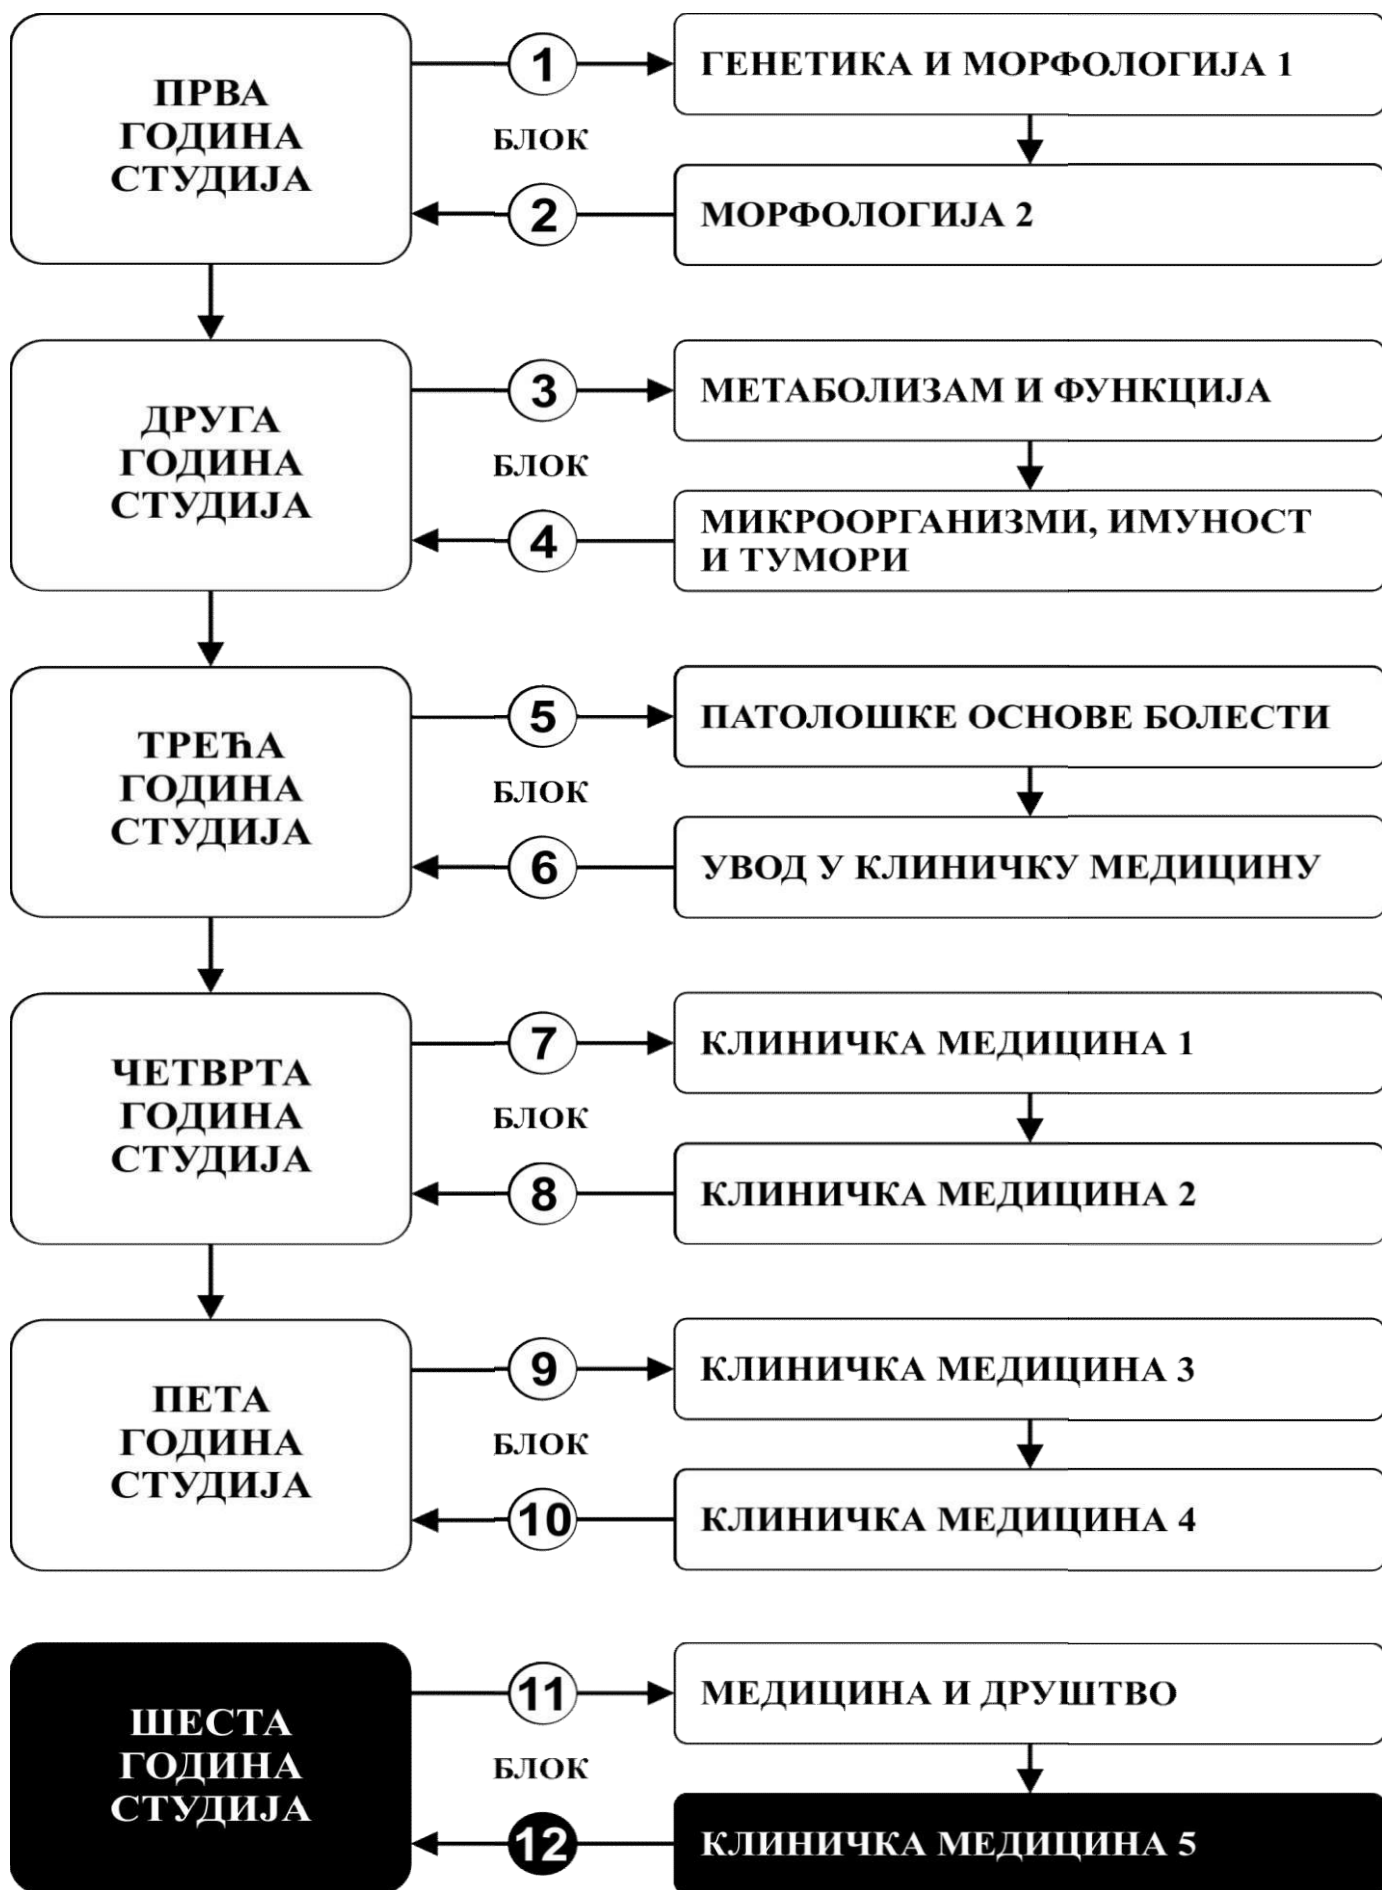 ПРВА
ГОДИНА
СТУДИЈА
1
БЛОК
2
ГЕНЕТИКА И МОРФОЛОГИЈА 1
МОРФОЛОГИЈА 2
ДРУГА
ГОДИНА
СТУДИЈА
3
БЛОК
4
МЕТАБОЛИЗАМ И ФУНКЦИЈА
МИКРООРГАНИЗМИ, ИМУНОСТ
И ТУМОРИ
ТРЕЋА
ГОДИНА
СТУДИЈА
5
БЛОК
6
ПАТОЛОШКЕ ОСНОВЕ БОЛЕСТИ
УВОД У КЛИНИЧКУ МЕДИЦИНУ
ЧЕТВРТА
ГОДИНА
СТУДИЈА
7
БЛОК
8
КЛИНИЧКА МЕДИЦИНА 1
КЛИНИЧКА МЕДИЦИНА 2
ПЕТА
ГОДИНА
СТУДИЈА
9
БЛОК
10
КЛИНИЧКА МЕДИЦИНА 3
КЛИНИЧКА МЕДИЦИНА 4
ШЕСТА
ГОДИНА
СТУДИЈА
11
БЛОК
12
МЕДИЦИНА И ДРУШТВО
КЛИНИЧКА МЕДИЦИНА 5